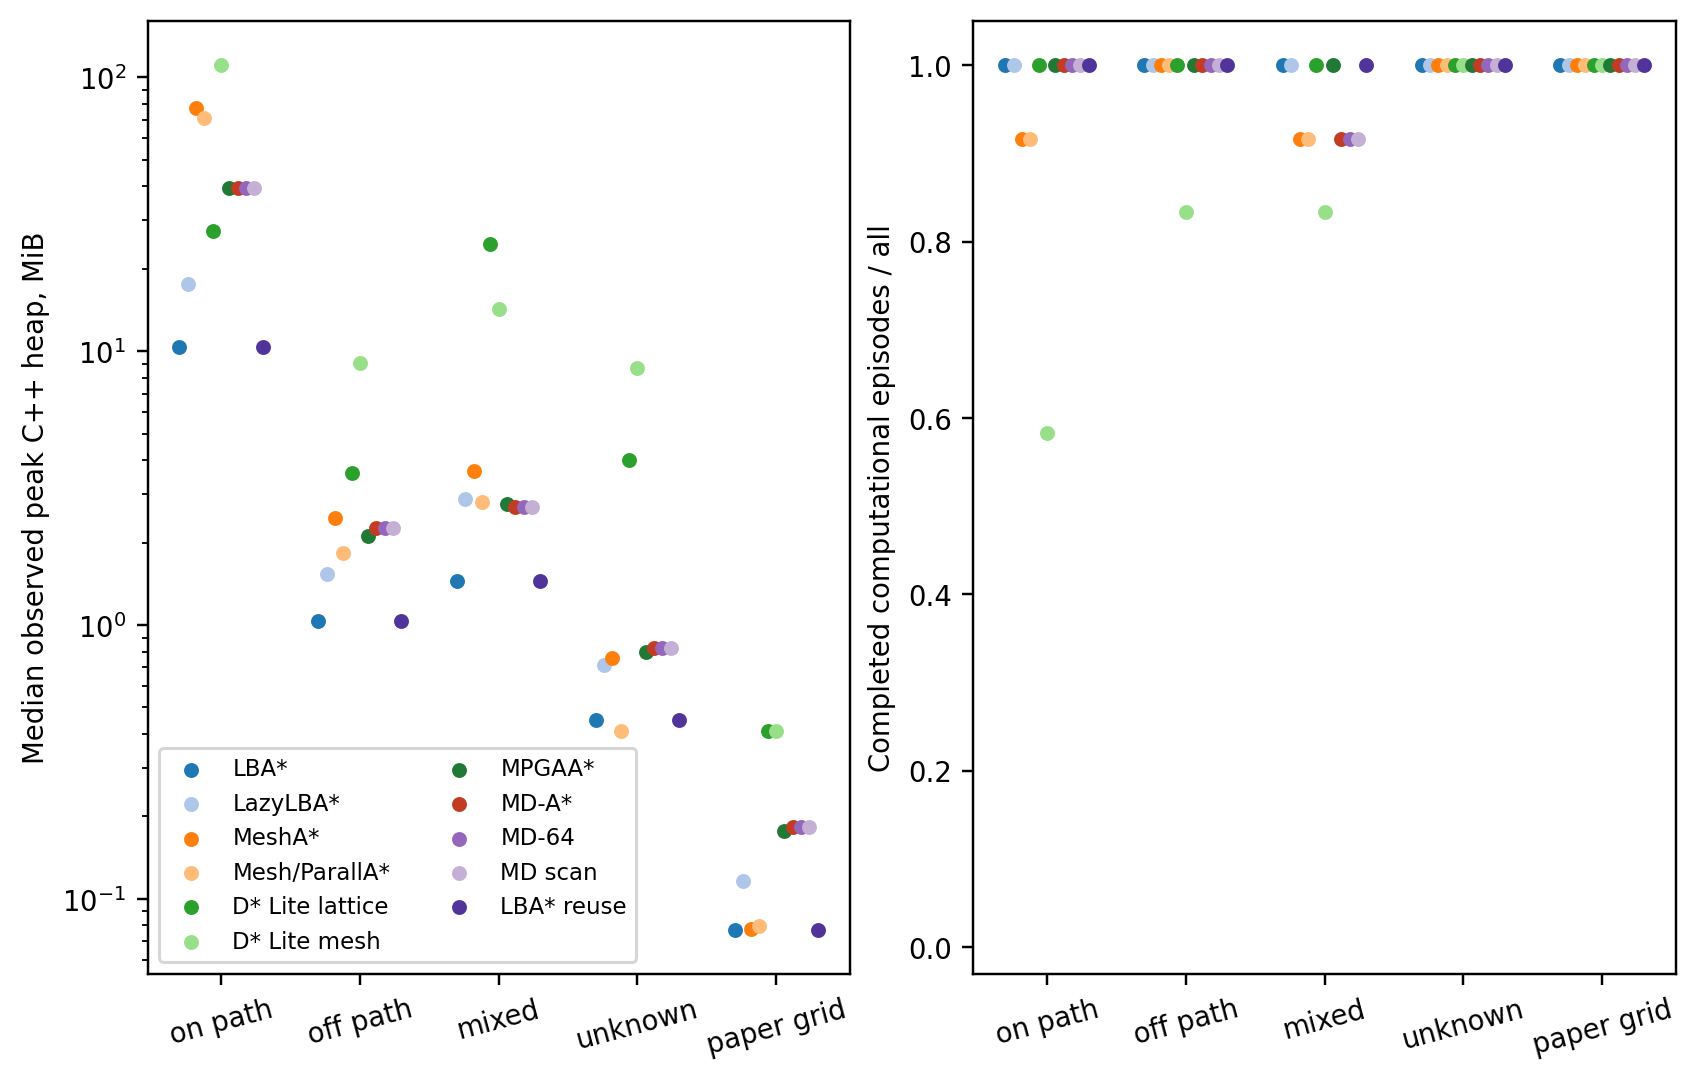 Median observed peak C++ heap, MiB
10²
10¹
10⁰
10⁻¹
LBA*
LazyLBA*
MeshA*
Mesh/ParallA*
D* Lite lattice
D* Lite mesh
MPGAA*
MD-A*
MD-64
MD scan
LBA* reuse
on path
off path
mixed
unknown
paper grid
Completed computational episodes / all
1.0
0.8
0.6
0.4
0.2
0.0
on path
off path
mixed
unknown
paper grid